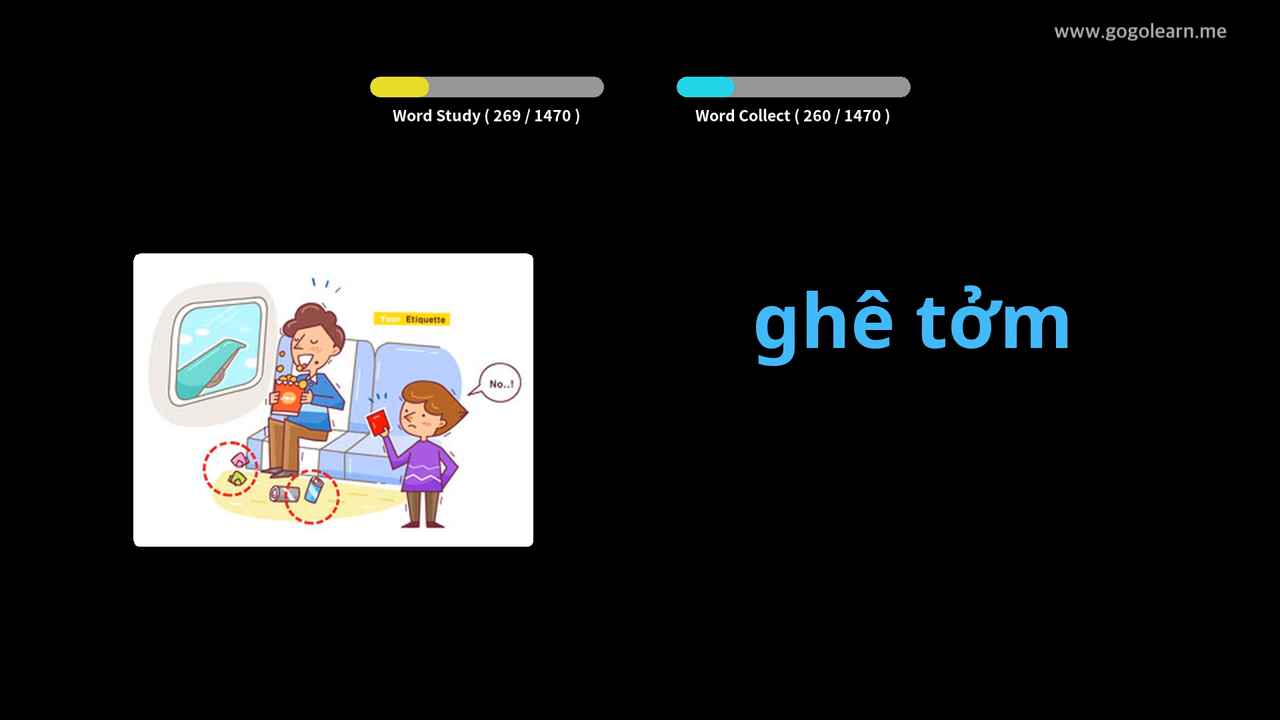 www.gogolearn.me
Word Study ( 269 / 1470 )
Word Collect ( 260 / 1470 )
ghê tởm
Your Etiquette
No..!